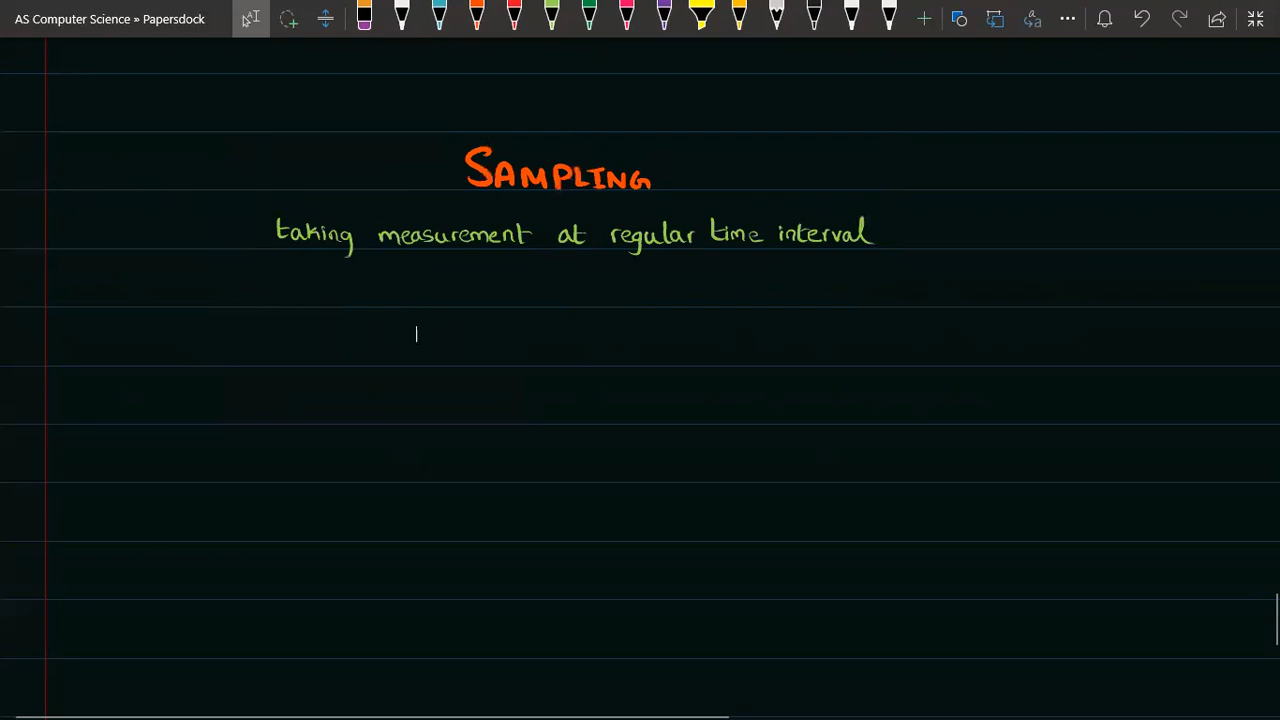 AS Computer Science » Papersdock
SAMPLING
taking measurement at regular time interval